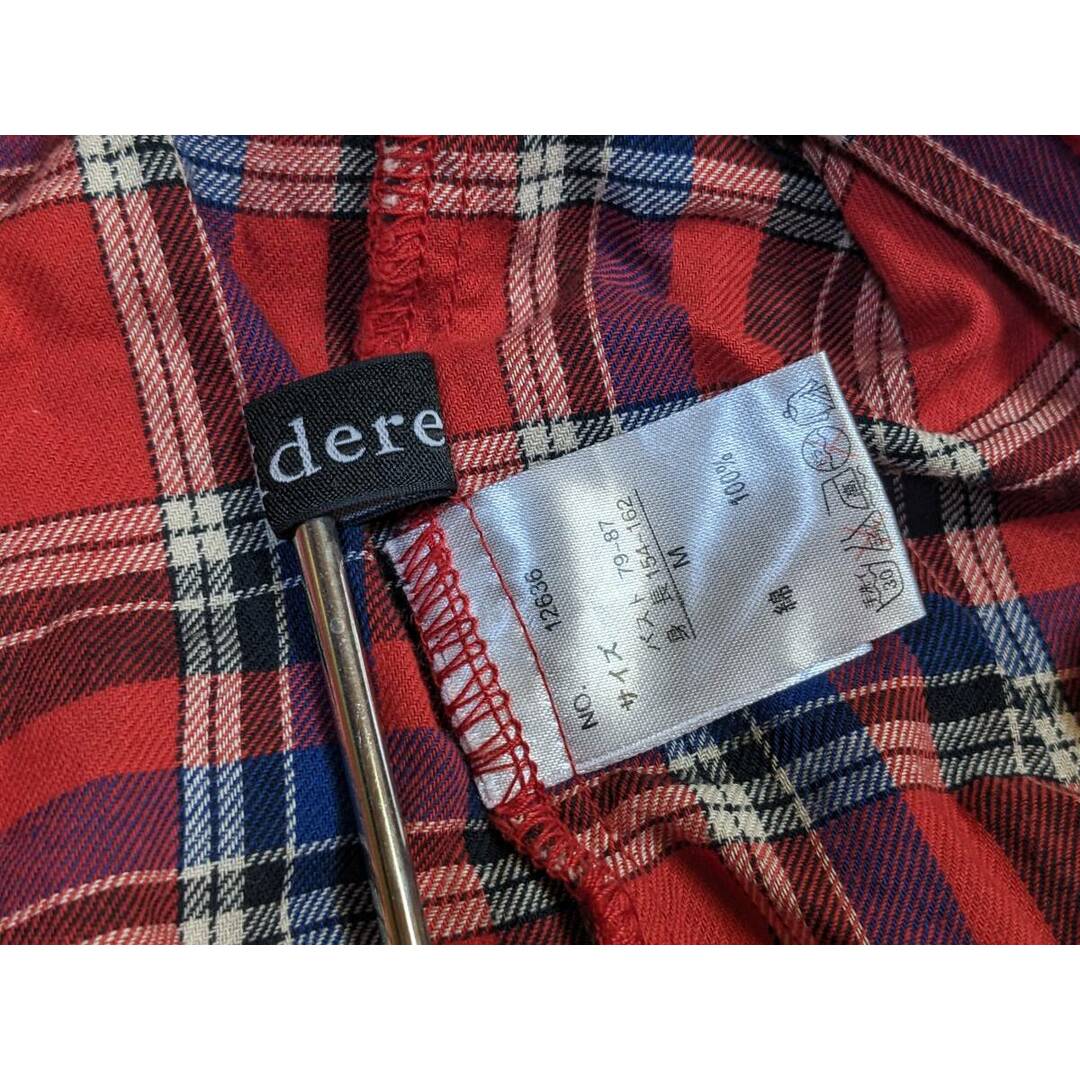 dere
NO. 12636
サイズ
バスト 79-87
身長 154-162
M
綿 100%